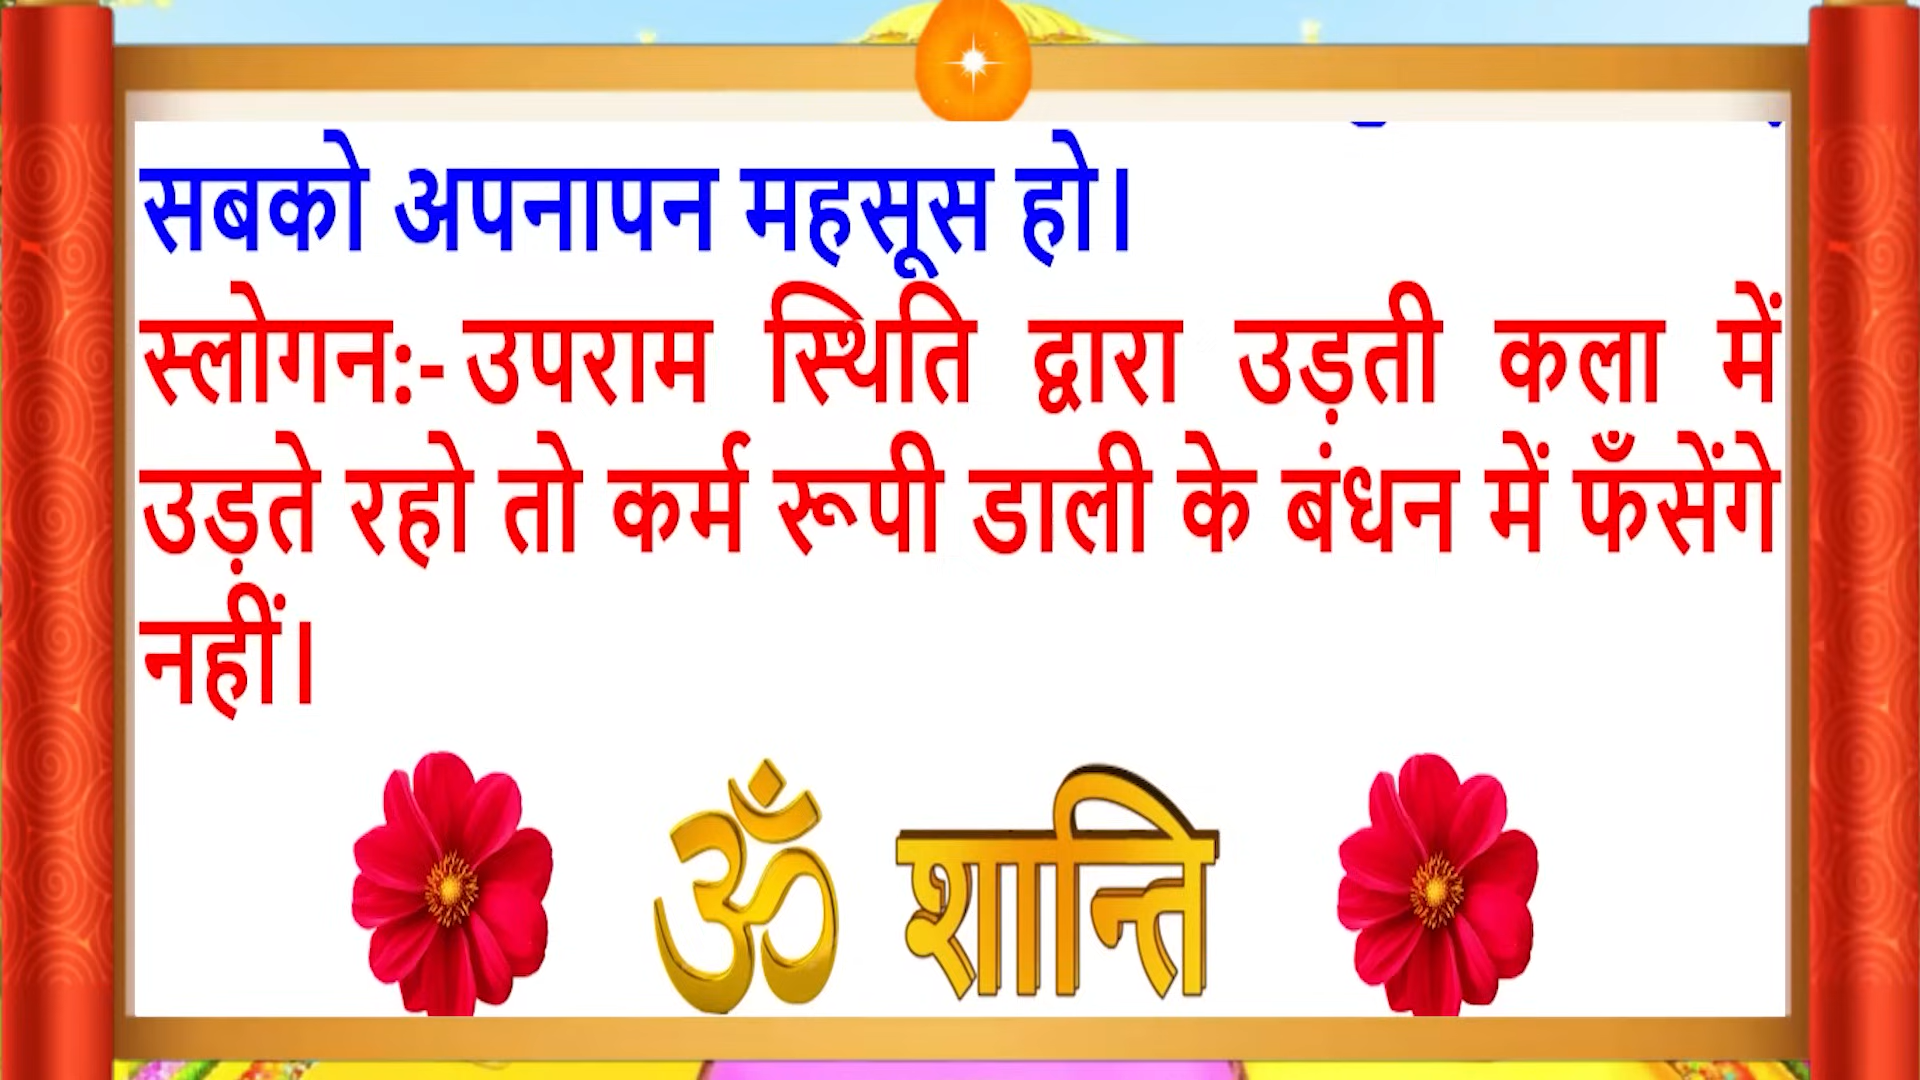 सबको अपनापन महसूस हो।
स्लोगन:- उपराम स्थिति द्वारा उड़ती कला में
उड़ते रहो तो कर्म रूपी डाली के बंधन में फँसेंगे
नहीं।
ॐ शान्ति